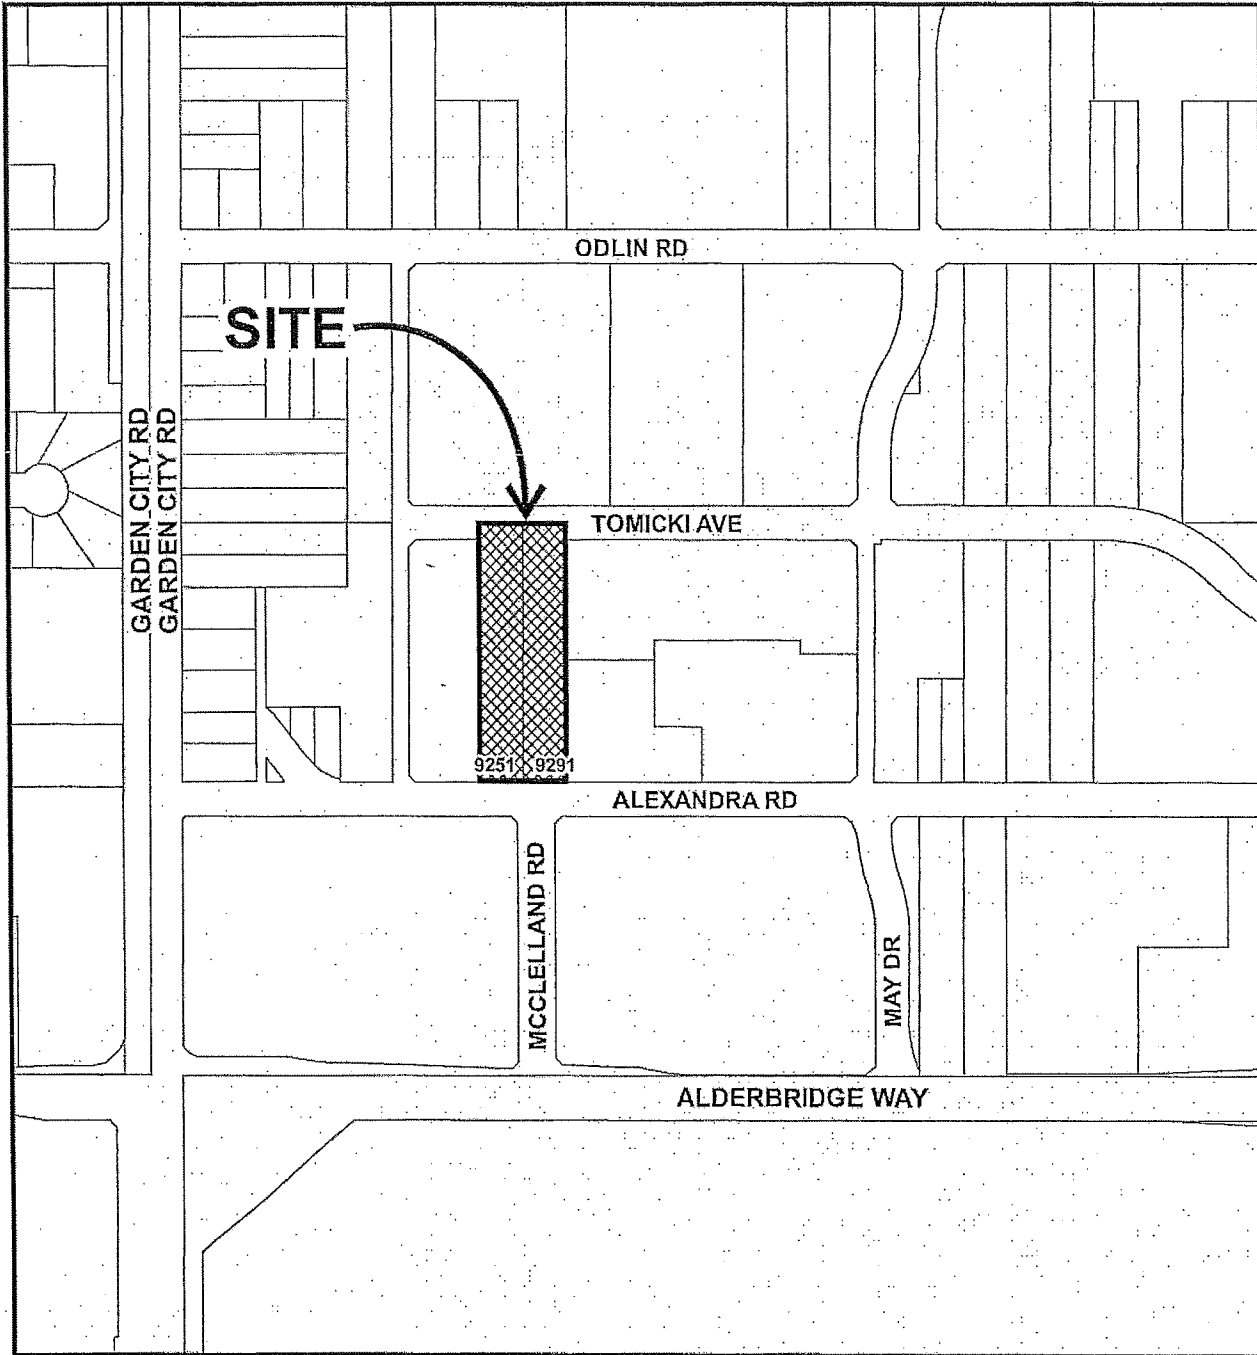 ODLIN RD
SITE
GARDEN CITY RD
GARDEN CITY RD
TOMICKI AVE
9251 9291
ALEXANDRA RD
MCCLELLAND RD
MAY DR
ALDERBRIDGE WAY